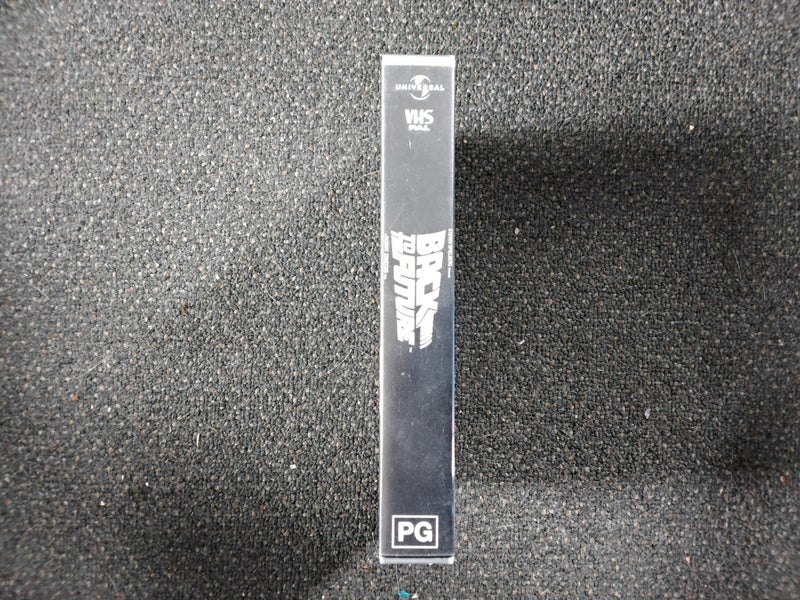 UNIVERSAL
VHS
PAL
BACK
TO THE
FUTURE
PG